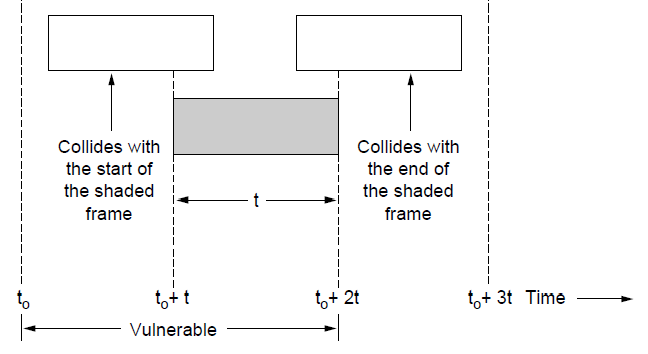 Collides with
the start of
the shaded
frame
Collides with
the end of
the shaded
frame
t
to
to+ t
to+ 2t
to+ 3t Time
Vulnerable